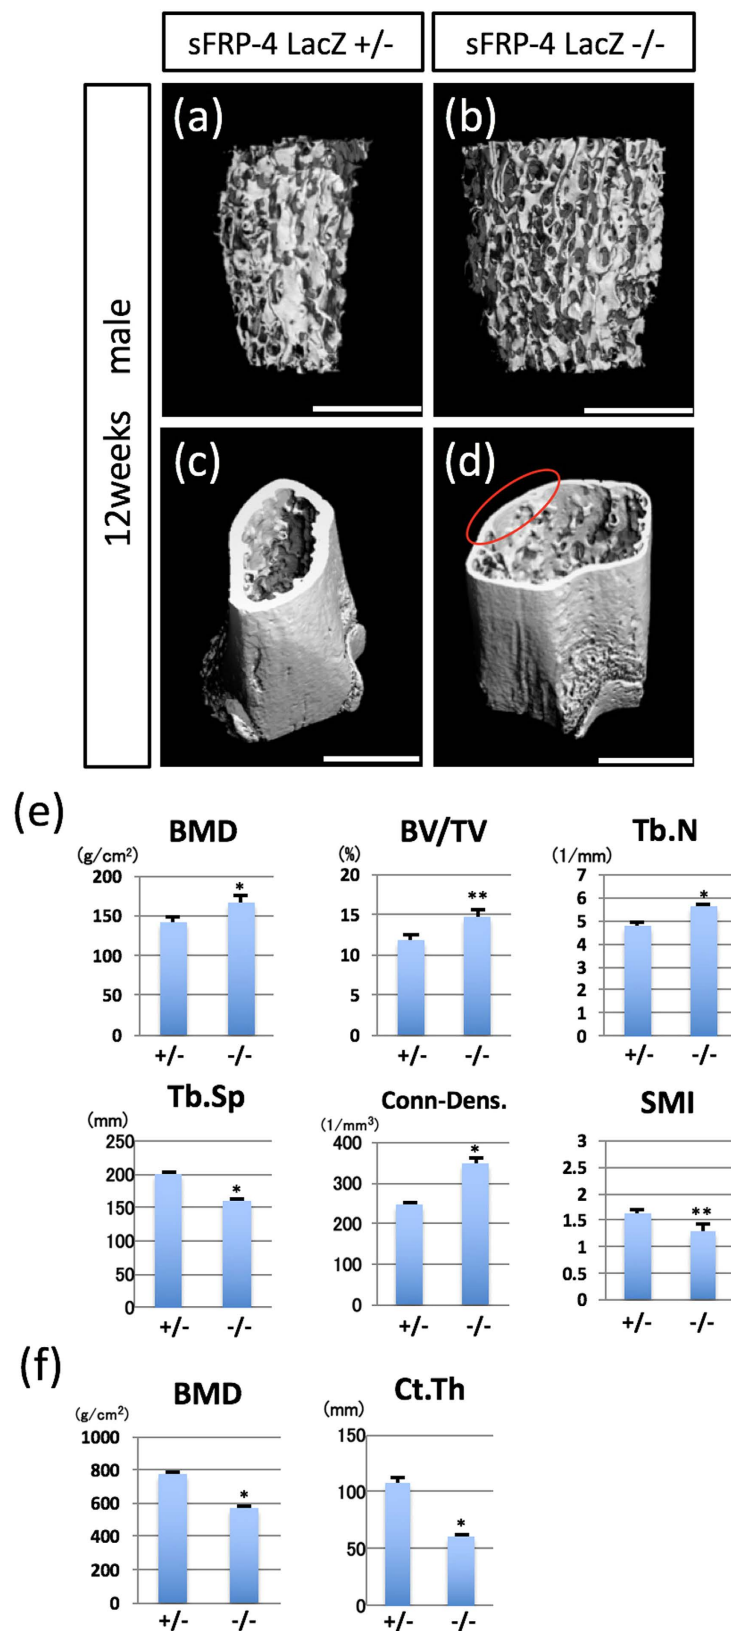 sFRP-4 LacZ +/- sFRP-4 LacZ -/-
12weeks male
(a) (b)
(c) (d)
(e)
BMD BV/TV Tb.N
(g/cm²) (%) (1/mm)
200 20 7
150 15 6
100 10 5
50 5 4
0 0 3
2
1
0
* ** *
+/- -/- +/- -/- +/- -/-
Tb.Sp Conn-Dens. SMI
(mm) (1/mm³)
250 400 3
200 300 2.5
150 200 2
100 100 1.5
50 0 1
0 0.5
0
* * **
+/- -/- +/- -/- +/- -/-
(f)
BMD Ct.Th
(g/cm²) (mm)
1000 150
800 100
600 50
400 0
200
0
* *
+/- -/- +/- -/-